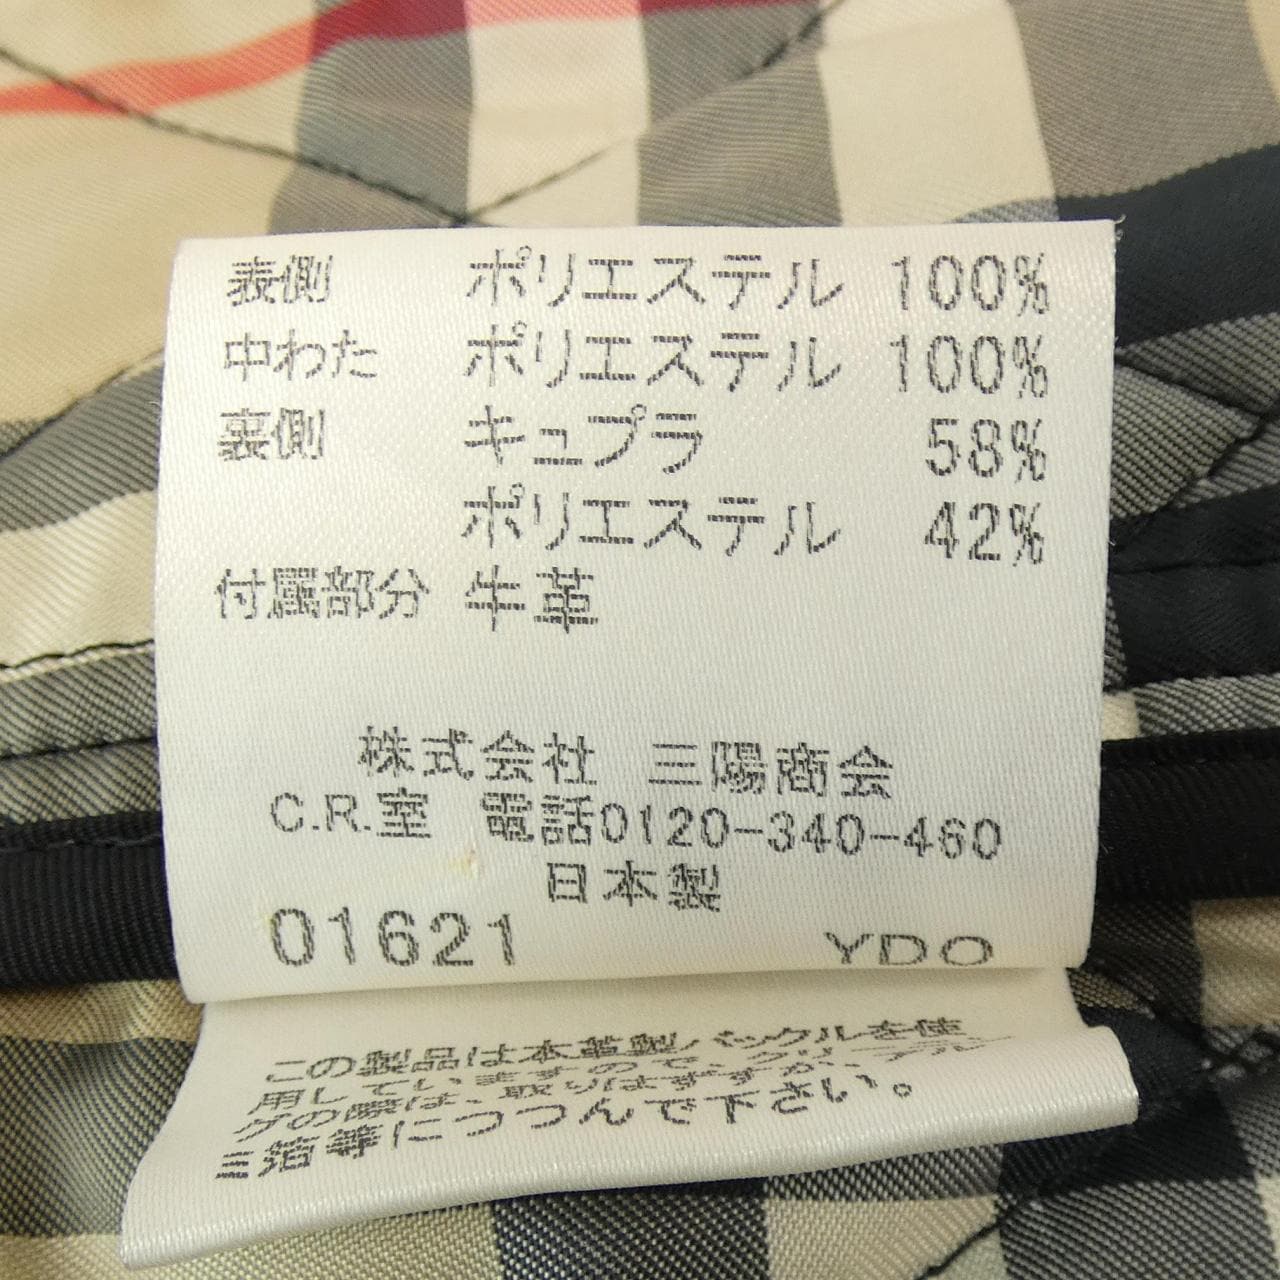 表側 ポリエステル 100%
中わた ポリエステル 100%
裏側 キュプラ 58%
ポリエステル 42%
付属部分 牛革
株式会社 三陽商会
C.R.室 電話0120-340-460
日本製
01621 YDO
この製品は本革製バックルを使
用していますので、クリーニン
グの際は、取りはずすか、アル
ミ箔等につつんで下さい。